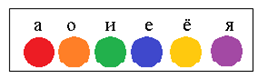 а о и е ё я